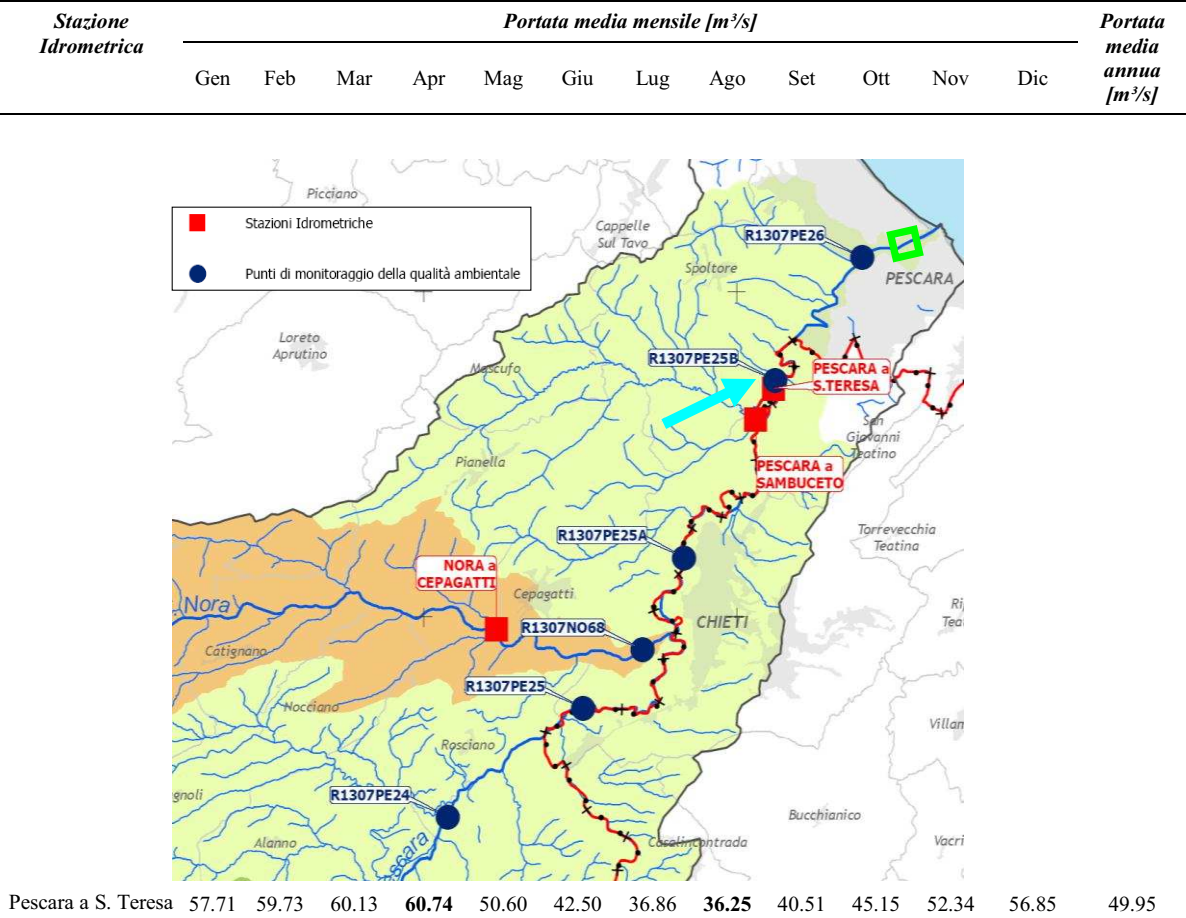 Stazione
Idrometrica
Portata media mensile [m³/s]
Portata
media
annua
[m³/s]
Gen Feb Mar Apr Mag Giu Lug Ago Set Ott Nov Dic
Picciano
Stazioni Idrometriche
Punti di monitoraggio della qualità ambientale
Cappelle
Sul Tavo
R1307PE26
Spoltore
PESCARA
Loreto
Aprutino
Moscufo
R1307PE25B
PESCARA a
S.TERESA
San
Giovanni
Teatino
Pianella
PESCARA a
SAMBUCETO
R1307PE25A
Torrevecchia
Teatina
NORA a
CEPAGATTI
Cepagatti
Nora
CHIETI
R1307NO68
Catignano
R1307PE25
Nocciano
Rosciano
Villan
gnoli
R1307PE24
Bucchianico
Alanno
Casalincontrada
Vacri
Pescara a S. Teresa 57.71 59.73 60.13 60.74 50.60 42.50 36.86 36.25 40.51 45.15 52.34 56.85 49.95